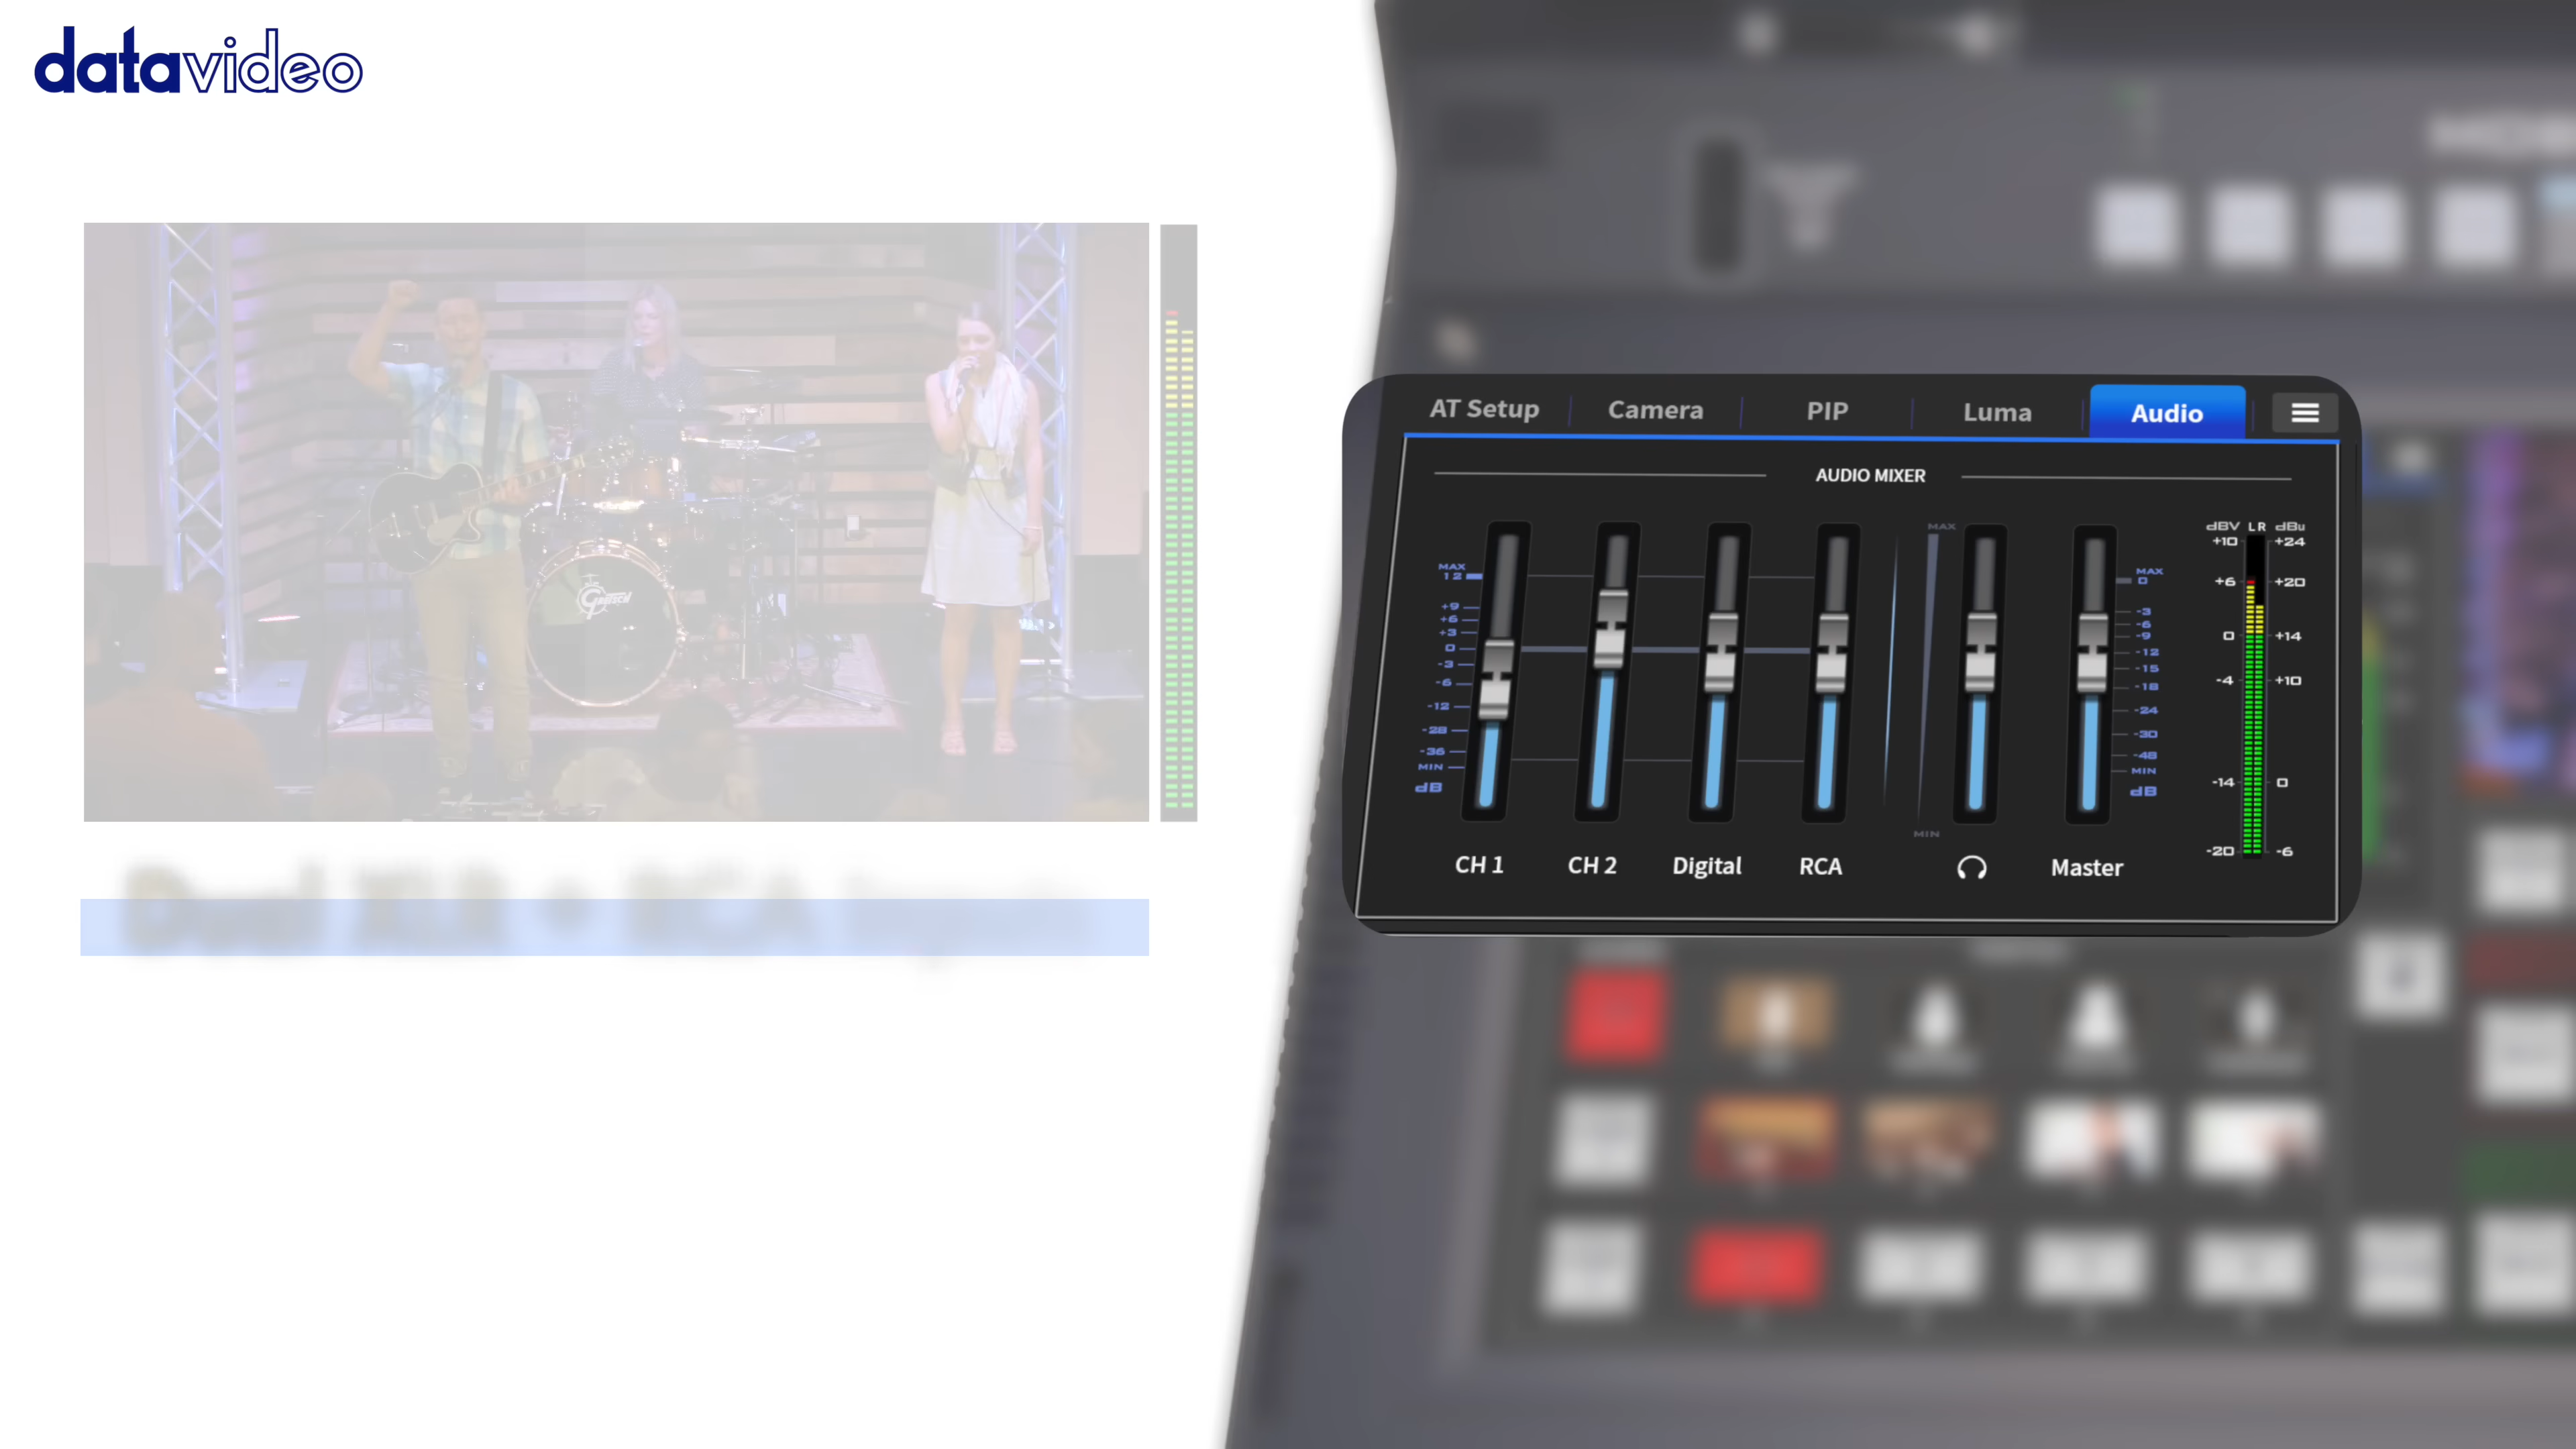 datavideo
Gretsch
AT Setup Camera PIP Luma Audio
AUDIO MIXER
MAX
12
+9
+6
+3
0
-3
-6
-12
-28
-36
MIN
dB
MAX
MIN
MAX
0
-3
-6
-9
-12
-15
-18
-24
-30
-48
MIN
dB
dBV L R dBu
+10 +24
+6 +20
0 +14
-4 +10
-14 0
-20 -6
CH 1 CH 2 Digital RCA Master